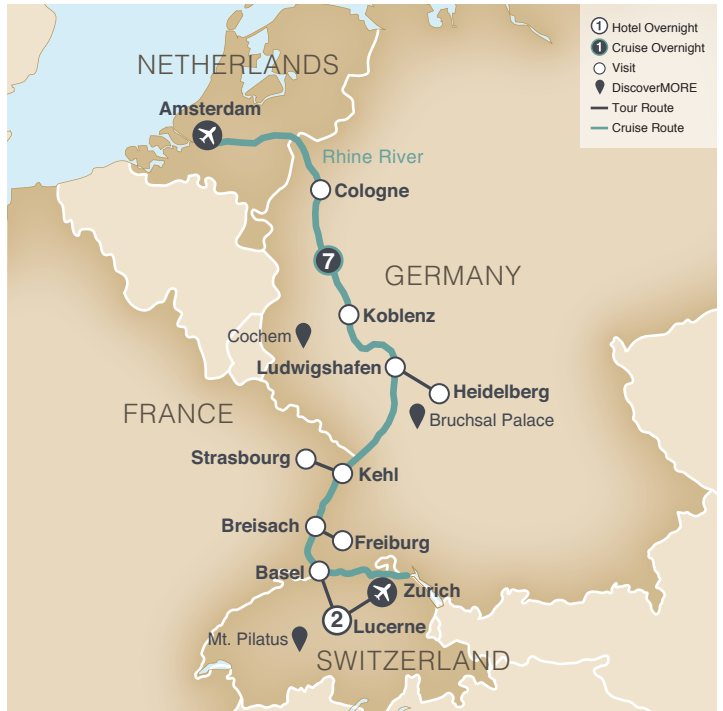 1 Hotel Overnight
1 Cruise Overnight
Visit
DiscoverMORE
Tour Route
Cruise Route
NETHERLANDS
Amsterdam
Rhine River
Cologne
7
GERMANY
Koblenz
Cochem
Ludwigshafen
Heidelberg
FRANCE
Bruchsal Palace
Strasbourg
Kehl
Breisach
Freiburg
Basel
Zurich
2
Lucerne
Mt. Pilatus
SWITZERLAND